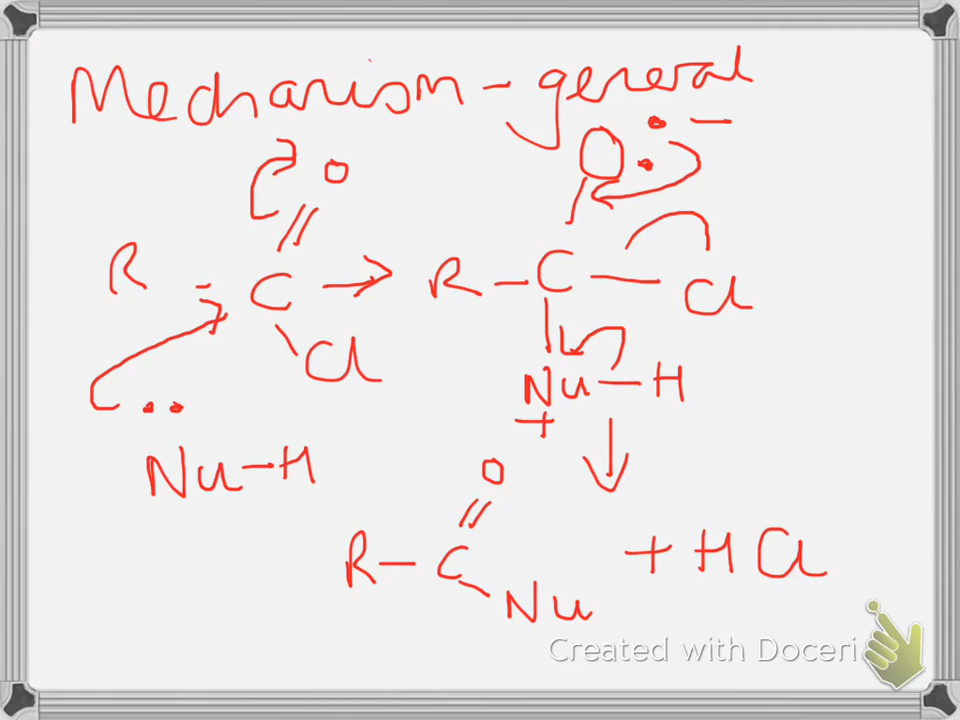 Mechanism - general
O O: -
R - C → R - C - Cl
Cl
Nu - H
+
:
Nu - H
O
R - C + HCl
Nu
Created with Doceri